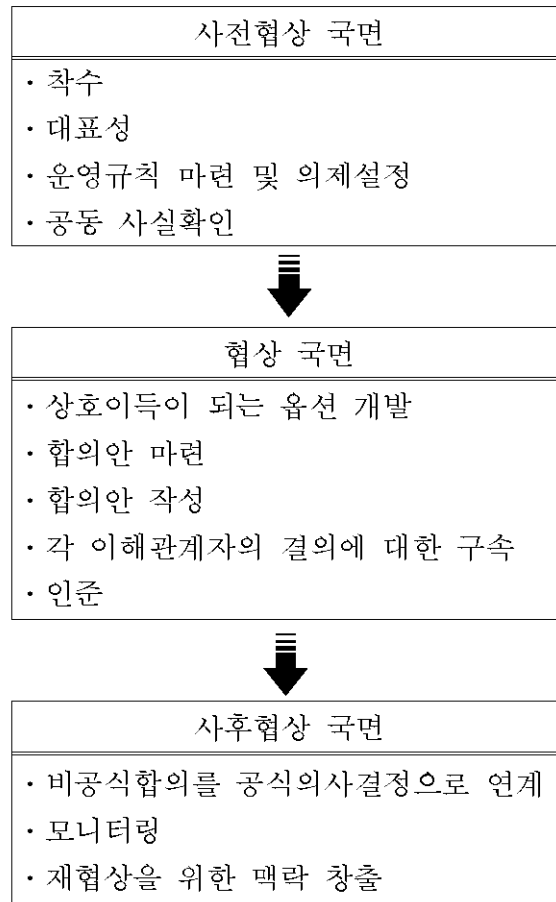 사전협상 국면
· 착수
· 대표성
· 운영규칙 마련 및 의제설정
· 공동 사실확인
협상 국면
· 상호이득이 되는 옵션 개발
· 합의안 마련
· 합의안 작성
· 각 이해관계자의 결의에 대한 구속
· 인준
사후협상 국면
· 비공식합의를 공식의사결정으로 연계
· 모니터링
· 재협상을 위한 맥락 창출